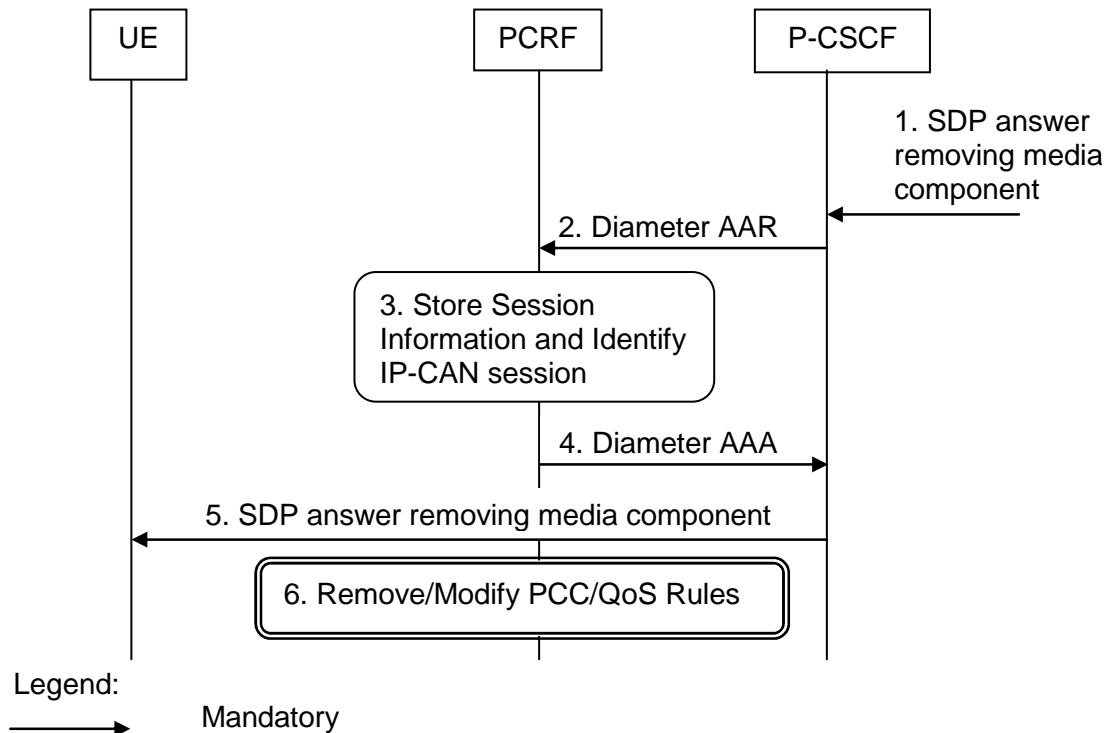 UE
PCRF
P-CSCF
1. SDP answer
removing media
component
2. Diameter AAR
3. Store Session
Information and Identify
IP-CAN session
4. Diameter AAA
5. SDP answer removing media component
6. Remove/Modify PCC/QoS Rules
Legend:
Mandatory